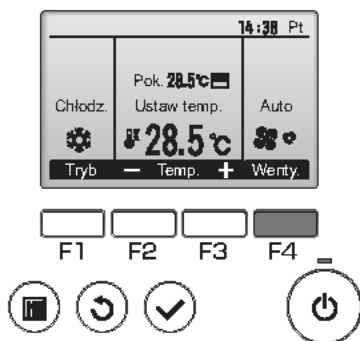 14:38 Pt
Pok. 28.5°C
Chłodz. Ustaw temp. Auto
28.5 °C
Tryb − Temp. + Wenty.
F1 F2 F3 F4